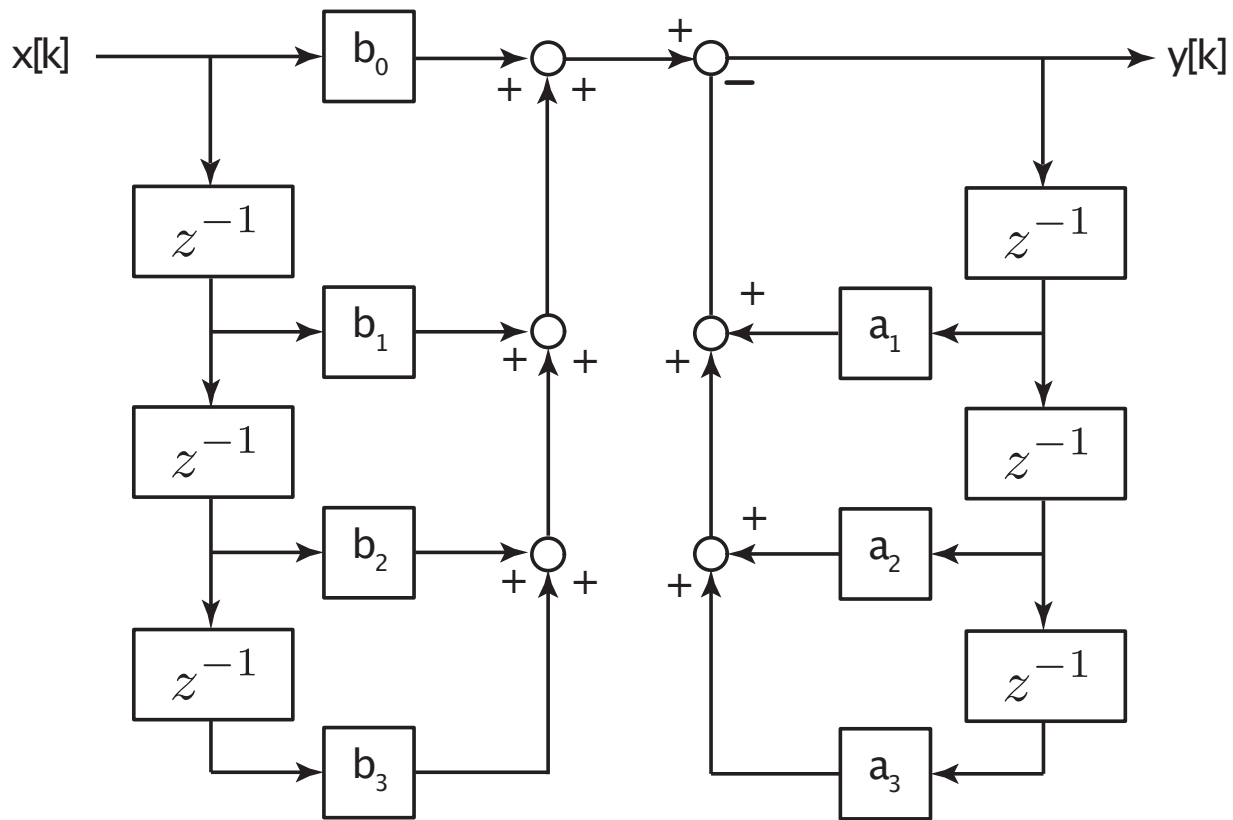 x[k] b₀ + + + − y[k]
z⁻¹ z⁻¹
b₁ + + + + a₁
z⁻¹ z⁻¹
b₂ + + + + a₂
z⁻¹ z⁻¹
b₃ a₃